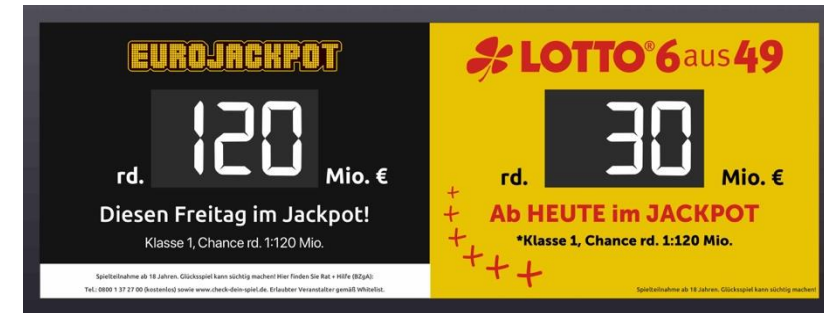 EUROJACKPOT
rd. 120 Mio. €
Diesen Freitag im Jackpot!
Klasse 1, Chance rd. 1:120 Mio.
Spielteilnahme ab 18 Jahren. Glücksspiel kann süchtig machen! Hier finden Sie Rat + Hilfe (BZgA):
Tel.: 0800 1 37 27 00 (kostenlos) sowie www.check-dein-spiel.de. Erlaubter Veranstalter gemäß Whitelist.
LOTTO® 6aus49
rd. 30 Mio. €
Ab HEUTE im JACKPOT
*Klasse 1, Chance rd. 1:120 Mio.
Spielteilnahme ab 18 Jahren. Glücksspiel kann süchtig machen!